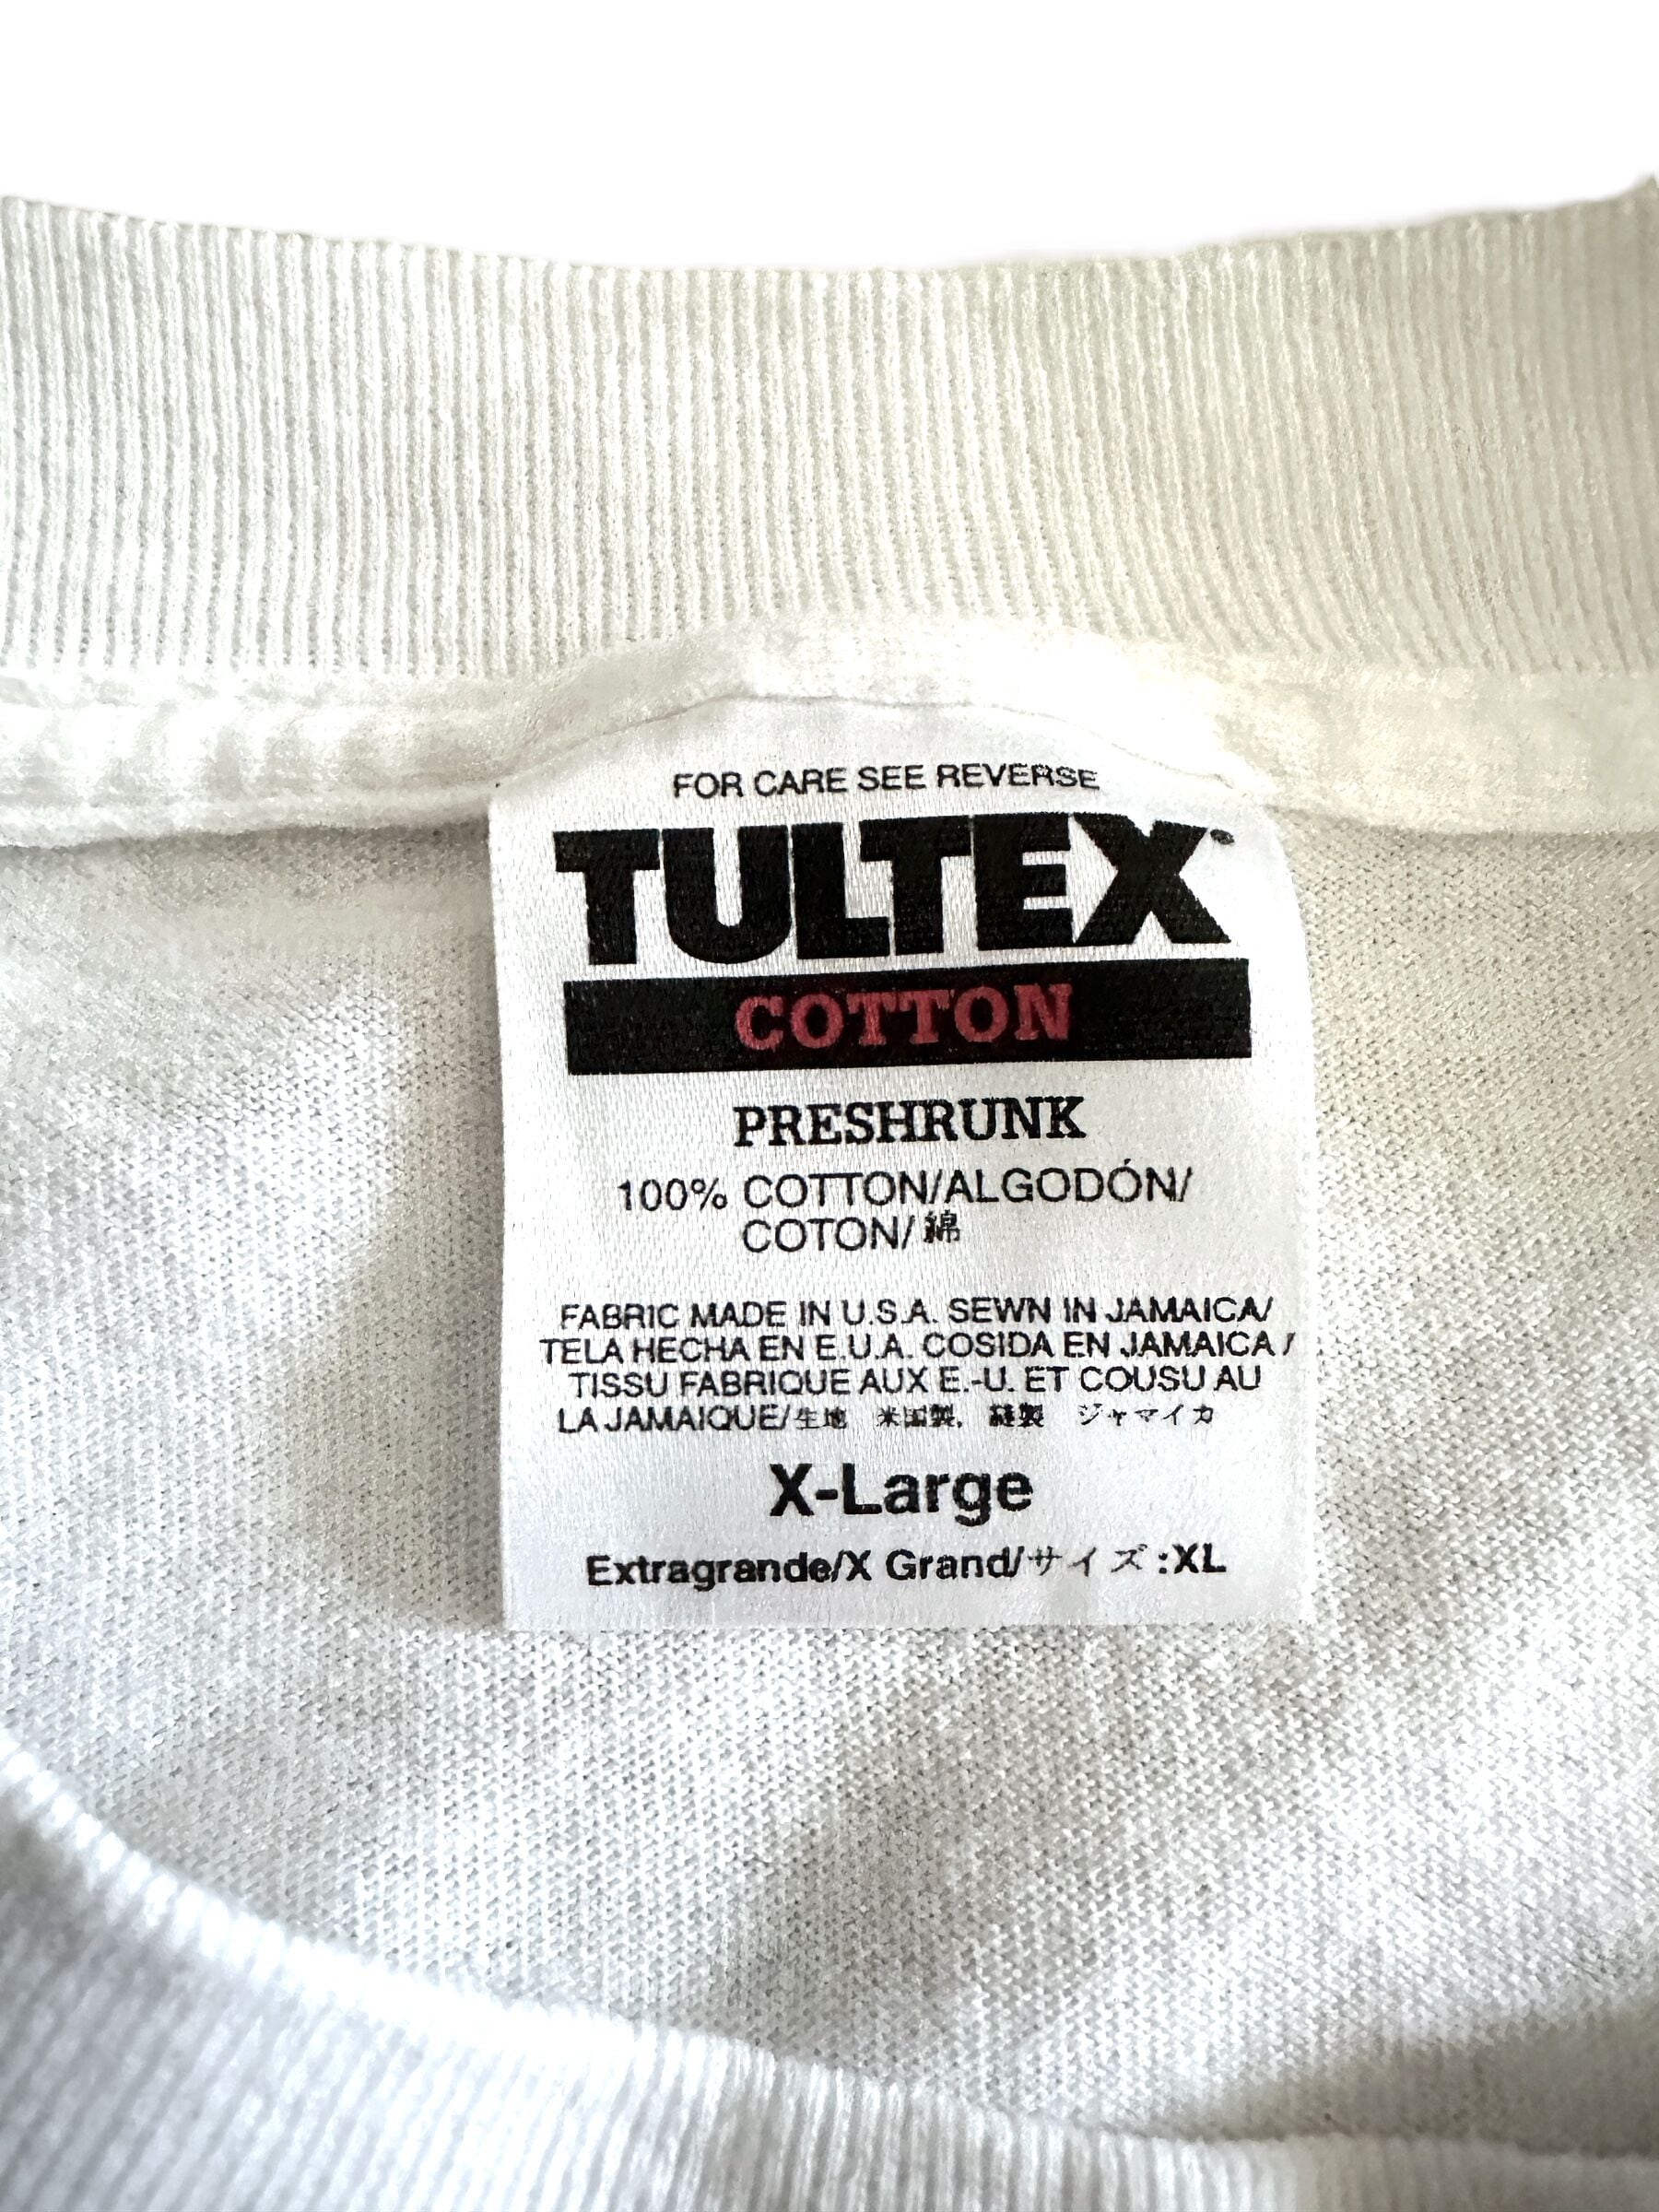 FOR CARE SEE REVERSE
TULTEX
COTTON
PRESHRUNK
100% COTTON/ALGODÓN/
COTON/綿
FABRIC MADE IN U.S.A. SEWN IN JAMAICA/
TELA HECHA EN E.U.A. COSIDA EN JAMAICA /
TISSU FABRIQUE AUX E.-U. ET COUSU AU
LA JAMAIQUE/生地 米国製, 縫製 ジャマイカ
X-Large
Extragrande/X Grand/サイズ:XL